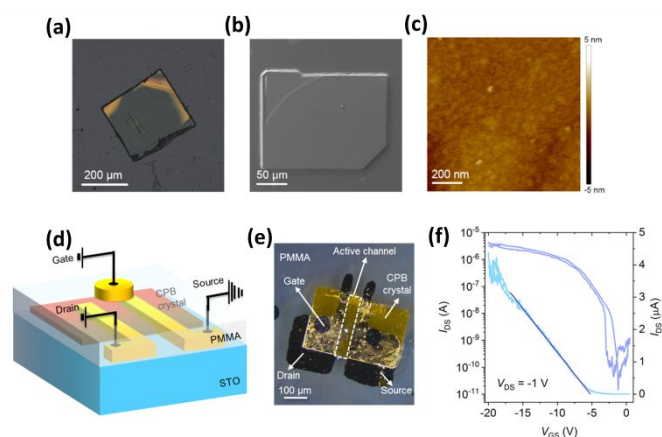 (a)
200 μm
(b)
50 μm
(c)
200 nm
5 nm
-5 nm
(d)
Gate
Drain
Source
CPB
crystal
PMMA
STO
(e)
Active channel
PMMA
Gate
CPB
crystal
Drain
Source
100 μm
(f)
10⁻⁵
10⁻⁶
10⁻⁷
10⁻⁸
10⁻⁹
10⁻¹⁰
10⁻¹¹
I_DS (A)
5
4
3
2
1
0
I_DS (μA)
V_DS = -1 V
-20 -15 -10 -5 0
V_GS (V)